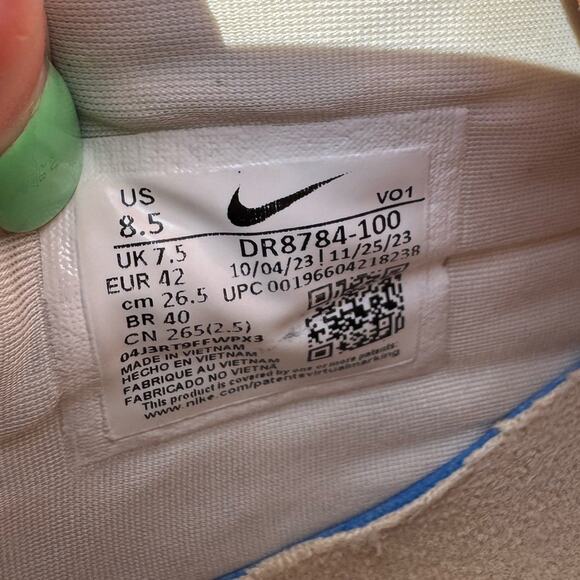 US
8.5
VO1
UK 7.5
DR8784-100
EUR 42
10/04/23 | 11/25/23
cm 26.5
UPC 00196604218238
BR 40
CN 265(2.5)
04J3RT9FFWPX3
MADE IN VIETNAM
HECHO EN VIETNAM
FABRIQUE AU VIETNAM
FABRICADO NO VIETNÃ
This product is covered by one or more patents.
www.nike.com/patentsvirtualmarking